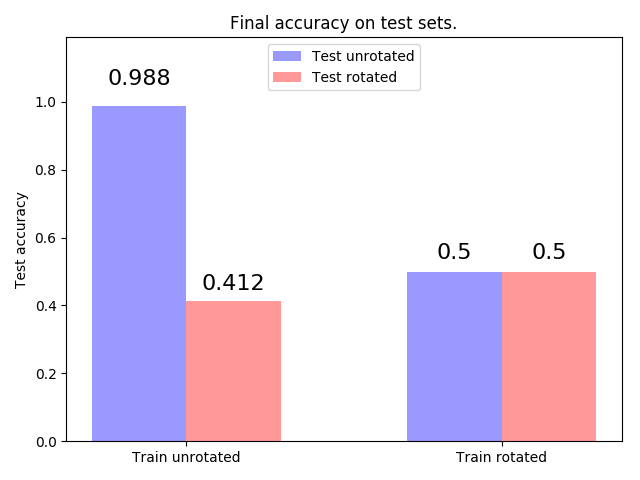 Final accuracy on test sets.
Test unrotated
Test rotated
Test accuracy
1.0
0.8
0.6
0.4
0.2
0.0
0.988
0.412
0.5
0.5
Train unrotated
Train rotated